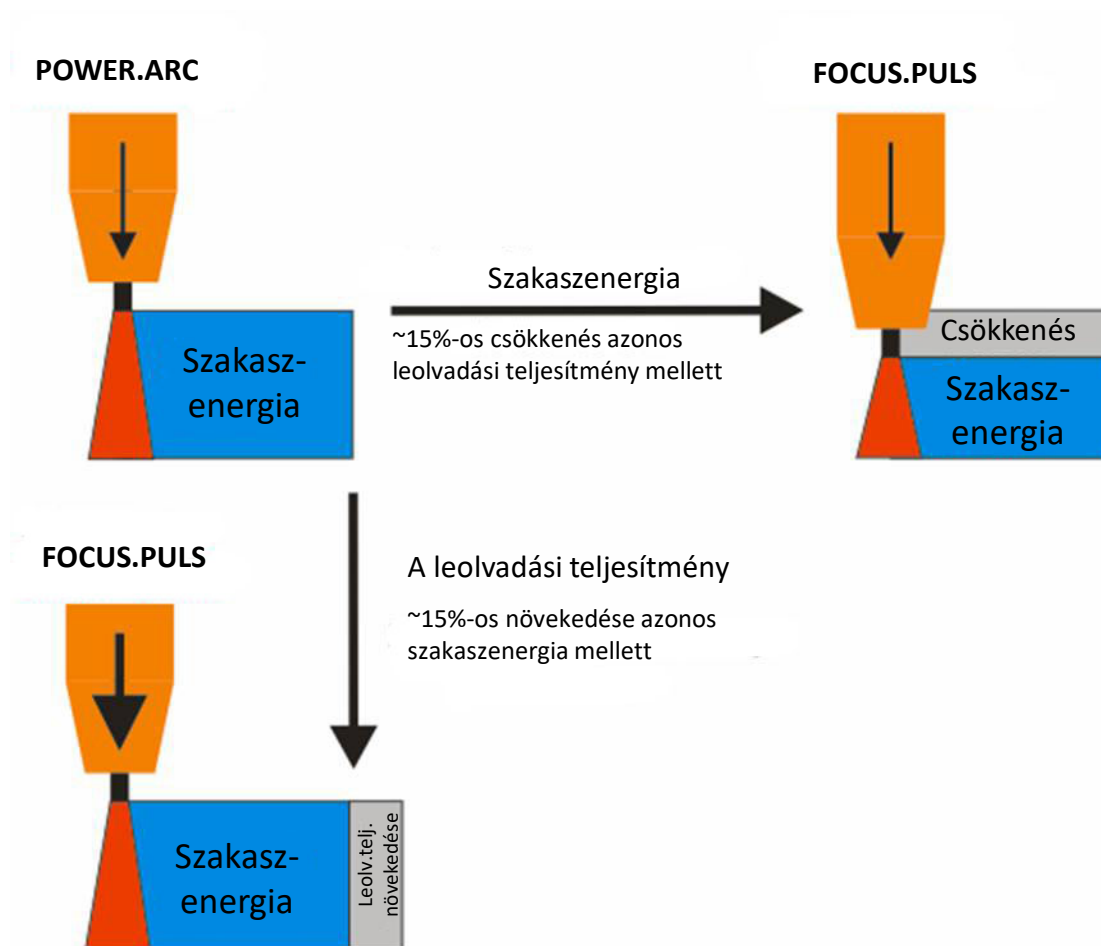 POWER.ARC
FOCUS.PULS
Szakaszenergia
~15%-os csökkenés azonos
leolvadási teljesítmény mellett
Szakasz-
energia
Csökkenés
Szakasz-
energia
FOCUS.PULS
A leolvadási teljesítmény
~15%-os növekedése azonos
szakaszenergia mellett
Szakasz-
energia
Leolv.telj.
növekedése